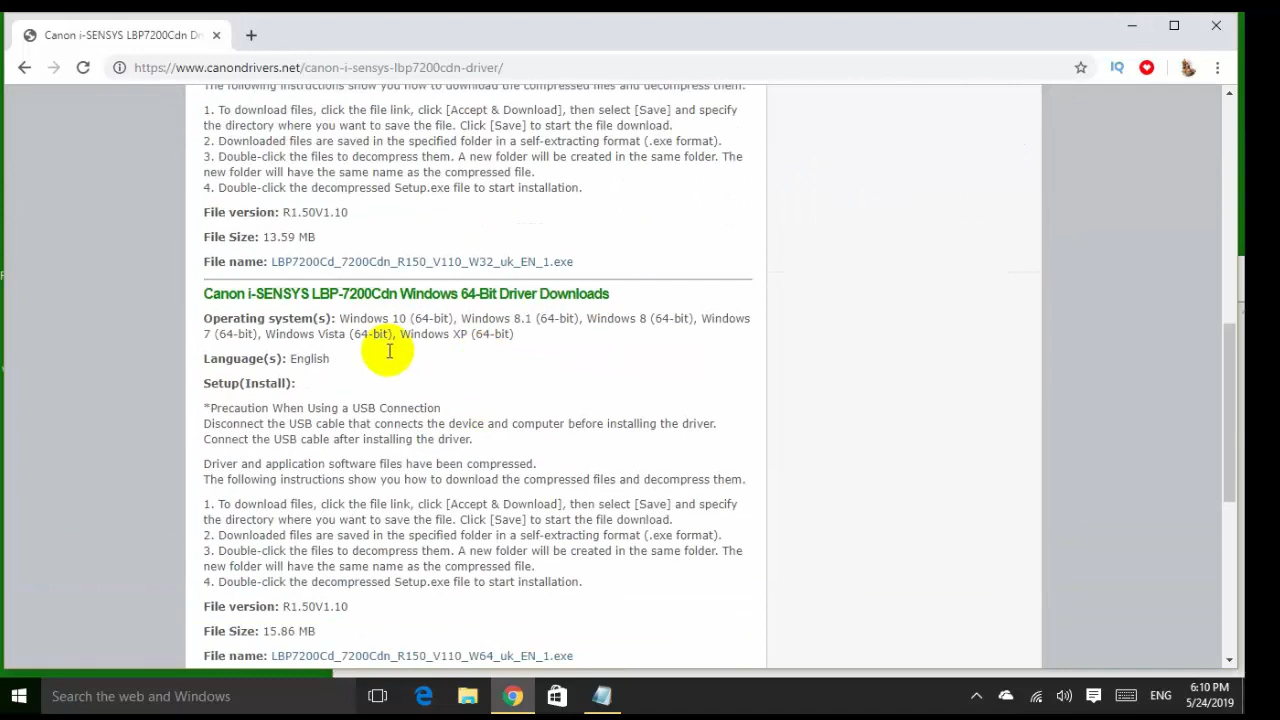 Canon i-SENSYS LBP7200Cdn Dri
https://www.canondrivers.net/canon-i-sensys-lbp7200cdn-driver/
IQ
The following instructions show you how to download the compressed files and decompress them.
1. To download files, click the file link, click [Accept & Download], then select [Save] and specify
the directory where you want to save the file. Click [Save] to start the file download.
2. Downloaded files are saved in the specified folder in a self-extracting format (.exe format).
3. Double-click the files to decompress them. A new folder will be created in the same folder. The
new folder will have the same name as the compressed file.
4. Double-click the decompressed Setup.exe file to start installation.
File version: R1.50V1.10
File Size: 13.59 MB
File name: LBP7200Cd_7200Cdn_R150_V110_W32_uk_EN_1.exe
Canon i-SENSYS LBP-7200Cdn Windows 64-Bit Driver Downloads
Operating system(s): Windows 10 (64-bit), Windows 8.1 (64-bit), Windows 8 (64-bit), Windows
7 (64-bit), Windows Vista (64-bit), Windows XP (64-bit)
Language(s): English
Setup(Install):
*Precaution When Using a USB Connection
Disconnect the USB cable that connects the device and computer before installing the driver.
Connect the USB cable after installing the driver.
Driver and application software files have been compressed.
The following instructions show you how to download the compressed files and decompress them.
1. To download files, click the file link, click [Accept & Download], then select [Save] and specify
the directory where you want to save the file. Click [Save] to start the file download.
2. Downloaded files are saved in the specified folder in a self-extracting format (.exe format).
3. Double-click the files to decompress them. A new folder will be created in the same folder. The
new folder will have the same name as the compressed file.
4. Double-click the decompressed Setup.exe file to start installation.
File version: R1.50V1.10
File Size: 15.86 MB
File name: LBP7200Cd_7200Cdn_R150_V110_W64_uk_EN_1.exe
Search the web and Windows
ENG
6:10 PM
5/24/2019